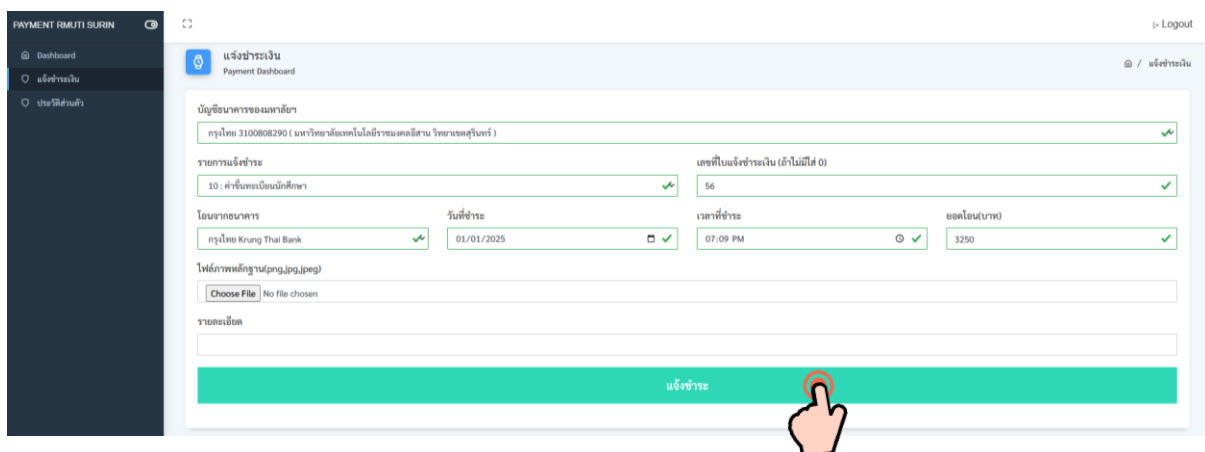 PAYMENT RMUTI SURIN
Logout
Dashboard
แจ้งชำระเงิน
ประวัติส่วนตัว
แจ้งชำระเงิน
Payment Dashboard
/ แจ้งชำระเงิน
บัญชีธนาคารของมหาลัยฯ
กรุงไทย 3100808290 ( มหาวิทยาลัยเทคโนโลยีราชมงคลอีสาน วิทยาเขตสุรินทร์ )
รายการแจ้งชำระ
เลขที่ใบแจ้งชำระเงิน (ถ้าไม่มีใส่ 0)
10 : ค่าขึ้นทะเบียนนักศึกษา
56
โอนจากธนาคาร
วันที่ชำระ
เวลาที่ชำระ
ยอดโอน(บาท)
กรุงไทย Krung Thai Bank
01/01/2025
07:09 PM
3250
ไฟล์ภาพหลักฐาน(png,jpg,jpeg)
Choose File No file chosen
รายละเอียด
แจ้งชำระ